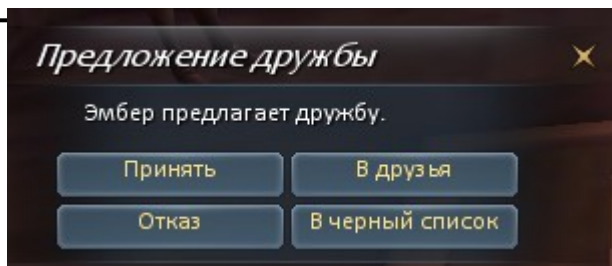 Предложение дружбы
Эмбер предлагает дружбу.
Принять
В друзья
Отказ
В черный список